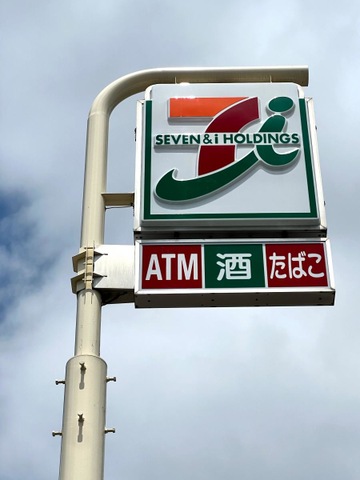 SEVEN & i HOLDINGS
ATM 酒 たばこ